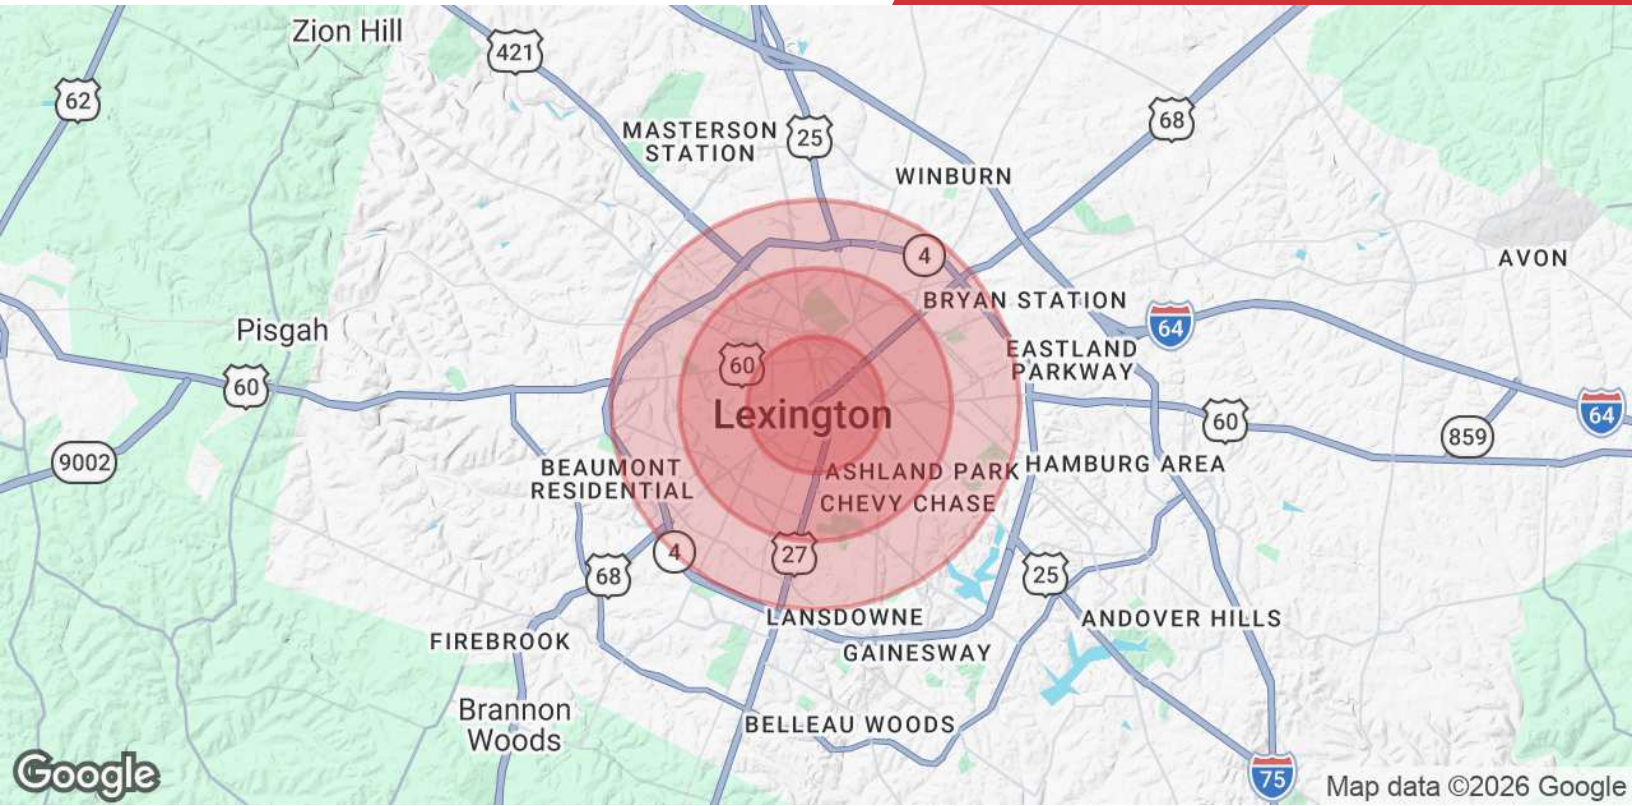 Zion Hill
421
62
68
MASTERSON
STATION
25
WINBURN
4
AVON
BRYAN STATION
Pisgah
64
EASTLAND
PARKWAY
60
60
64
Lexington
60
859
9002
BEAUMONT
RESIDENTIAL
ASHLAND PARK
HAMBURG AREA
CHEVY CHASE
4
27
68
25
LANSDOWNE
ANDOVER HILLS
FIREBROOK
GAINESWAY
Brannon
Woods
BELLEAU WOODS
Google
75
Map data ©2026 Google